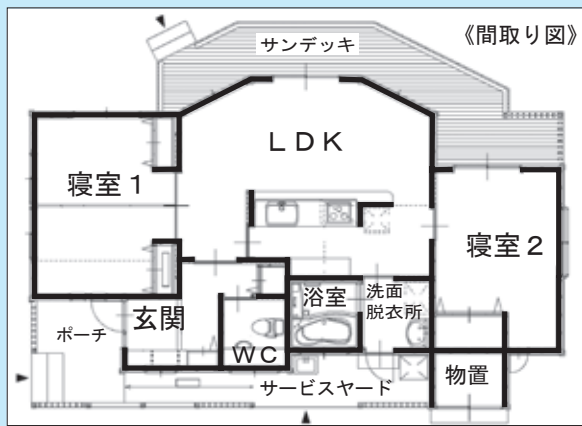 《間取り図》
サンデッキ
LDK
寝室1
寝室2
浴室
洗面
脱衣所
玄関
ポーチ
WC
サービスヤード
物置